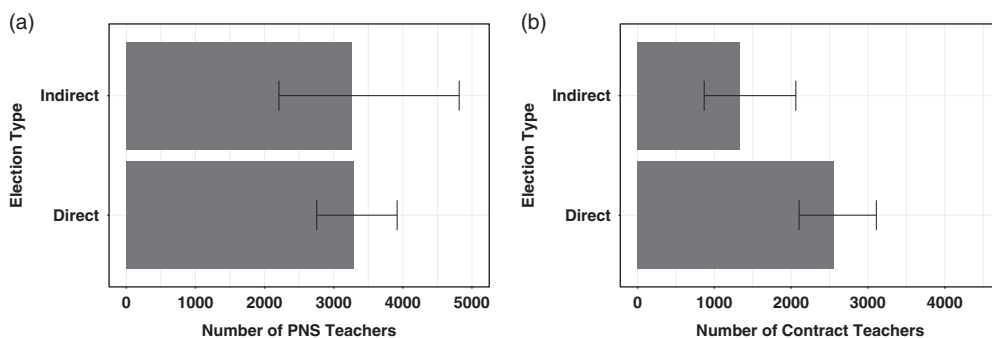 (a)
Election Type
Indirect
Direct
0 1000 2000 3000 4000 5000
Number of PNS Teachers
(b)
Election Type
Indirect
Direct
0 1000 2000 3000 4000
Number of Contract Teachers